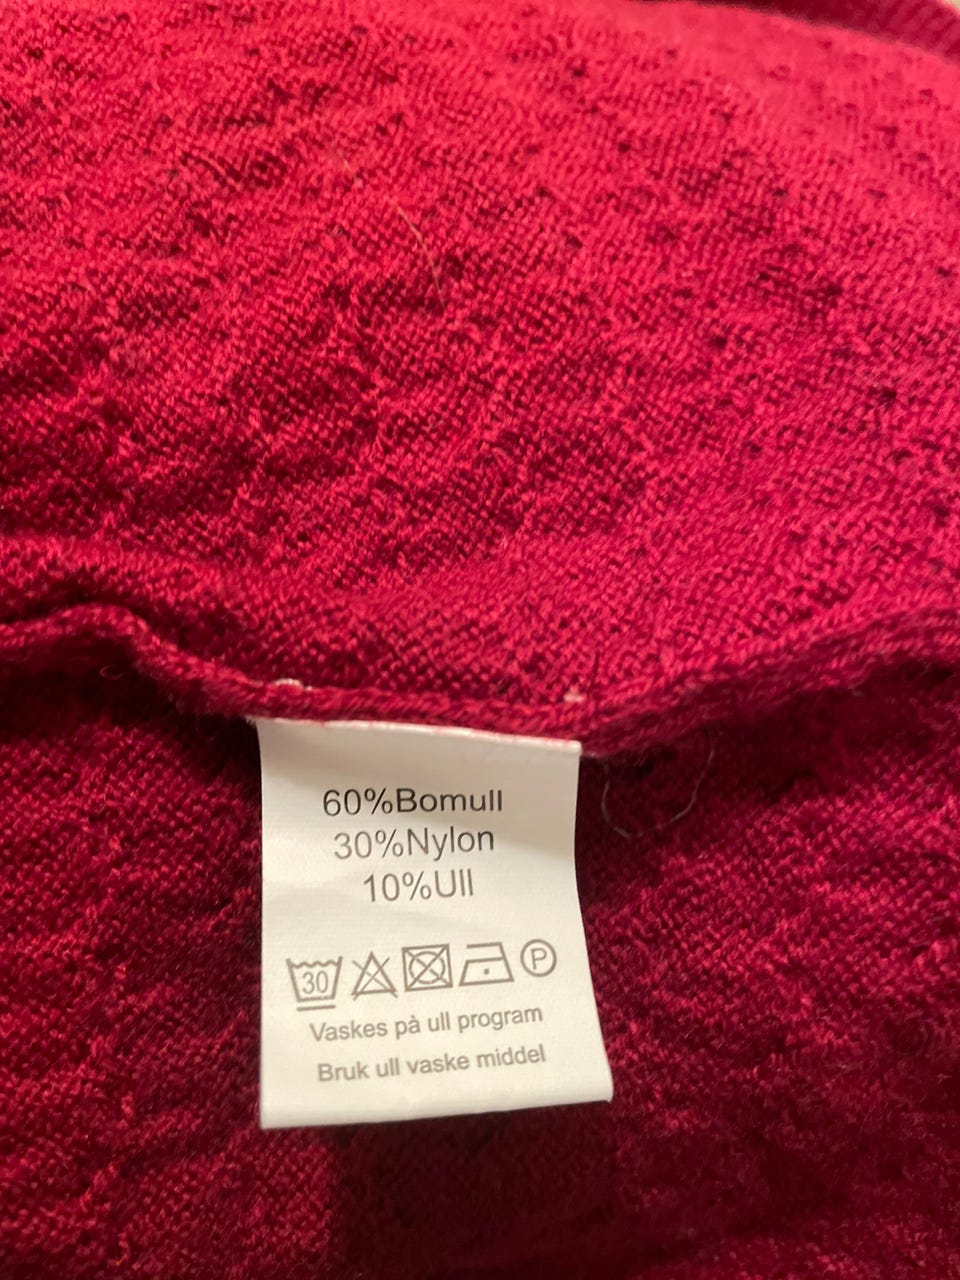 60%Bomull
30%Nylon
10%Ull
30 P
Vaskes på ull program
Bruk ull vaske middel